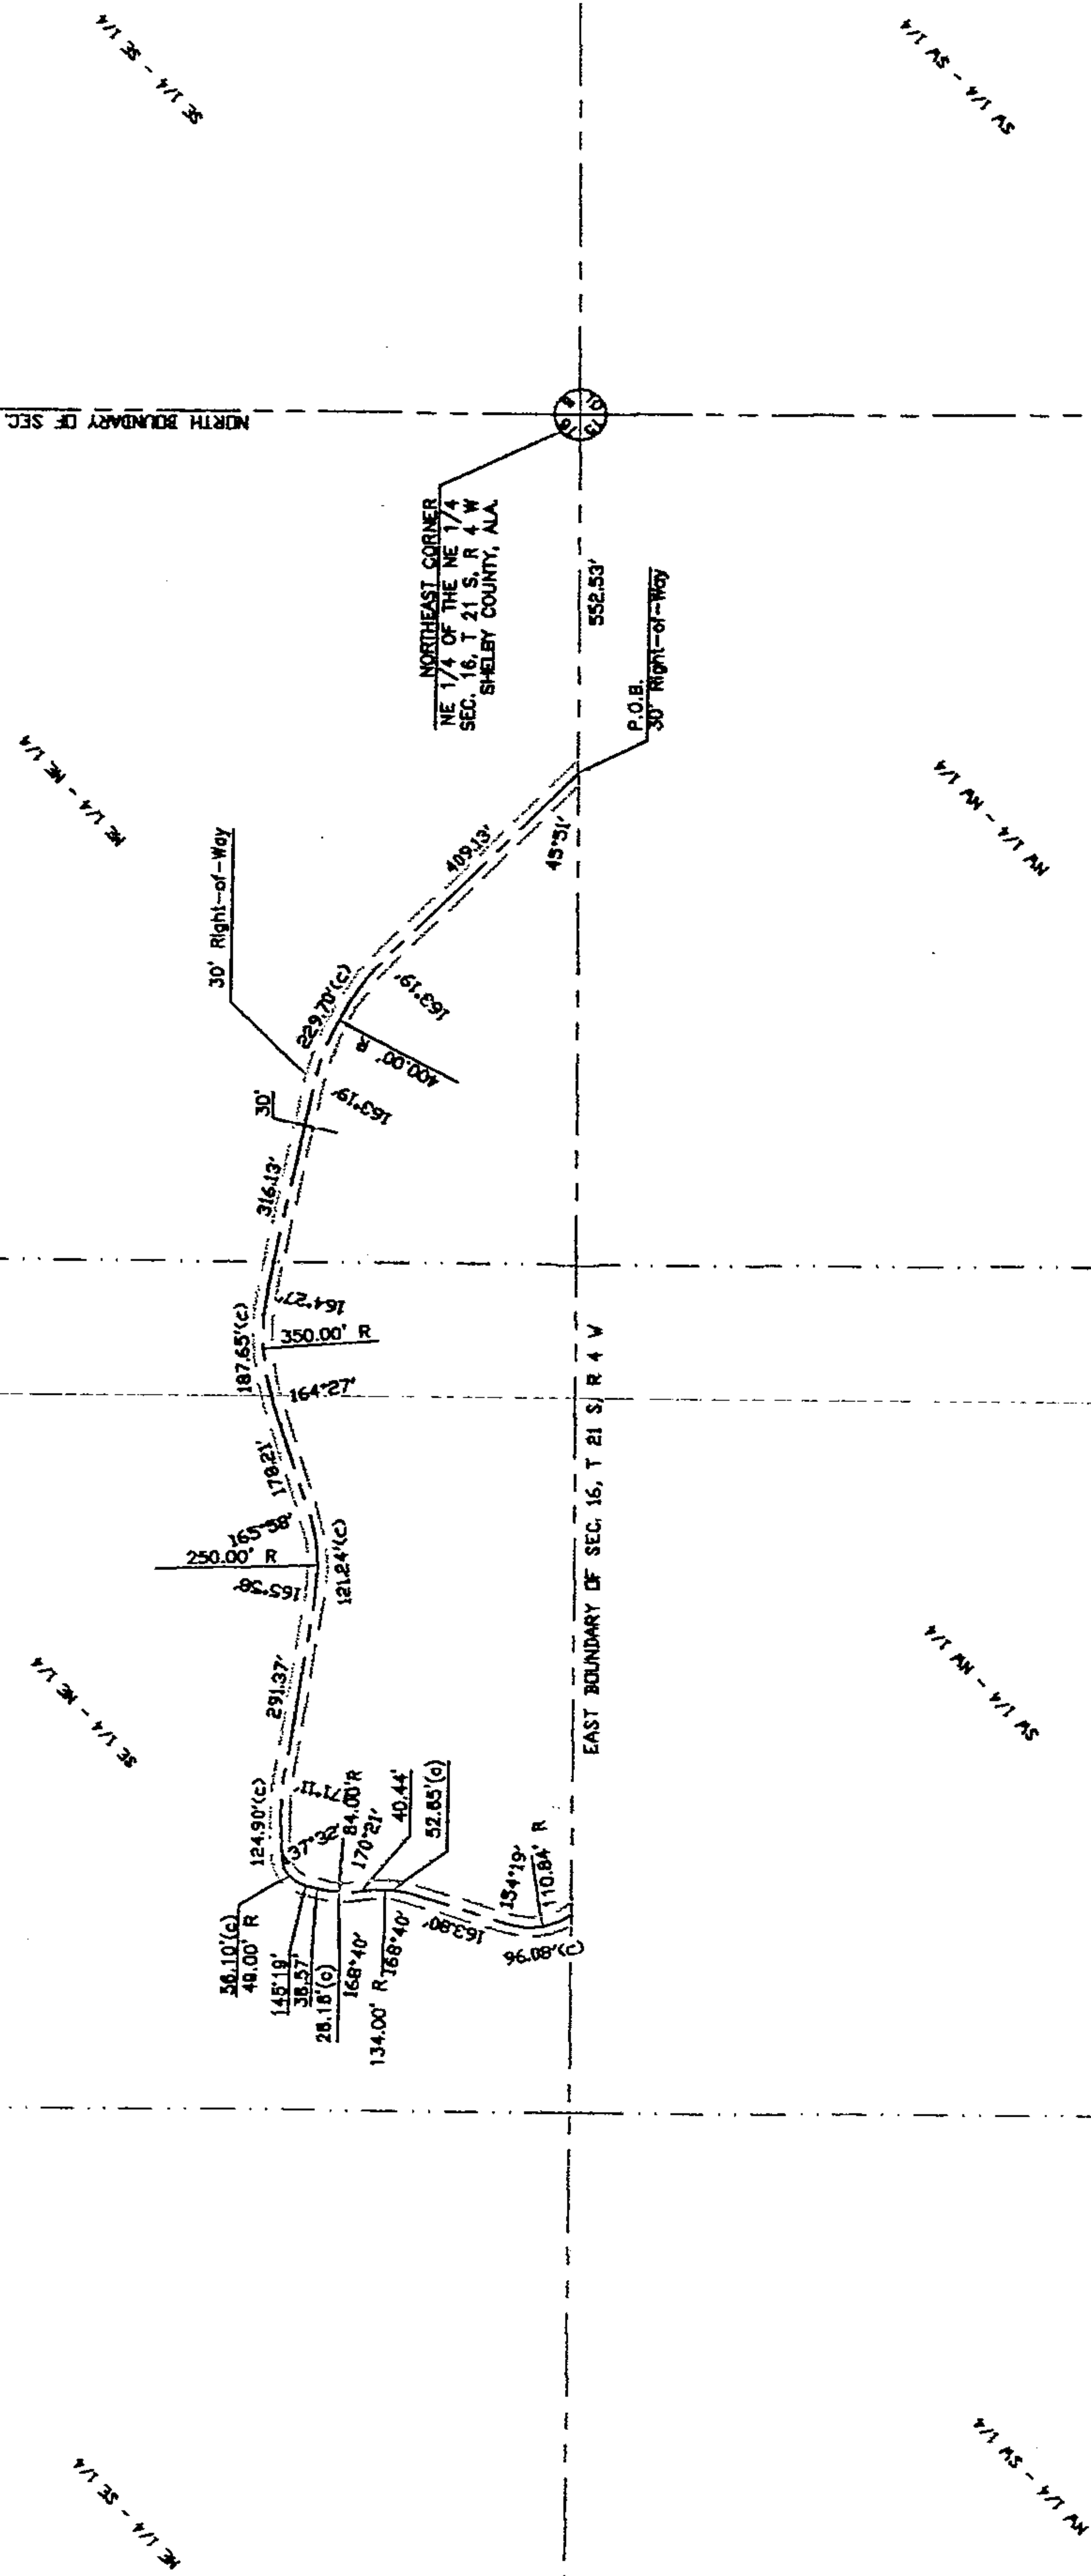 SE 1/4 - SE 1/4
SW 1/4 - SW 1/4
NORTH BOUNDARY OF SEC.
NORTHEAST CORNER
NE 1/4 OF THE NE 1/4
SEC. 16, T 21 S, R 4 W
SHELBY COUNTY, ALA.
552.53'
P.O.B.
30' Right-of-Way
NE 1/4 - NE 1/4
NW 1/4 - NW 1/4
30' Right-of-Way
409.13'
45°51'
229.70'(c)
163°19'
400.00' R
163°19'
30'
316.13'
164°27'
187.65'(c)
350.00' R
164°27'
178.21'
165°58'
250.00' R
165°58'
121.24'(c)
EAST BOUNDARY OF SEC. 16, T 21 S, R 4 W
291.37'
SE 1/4 - NE 1/4
SW 1/4 - NW 1/4
124.90'(c)
171°11'
137°32'
84.00'R
170°21'
40.44'
52.65'(c)
56.10'(c)
49.00' R
145°19'
38.57'
28.18'(c)
168°40'
134.00' R
168°40'
163.80'
154°19'
110.84' R
96.08'(c)
NE 1/4 - SE 1/4
NW 1/4 - SW 1/4